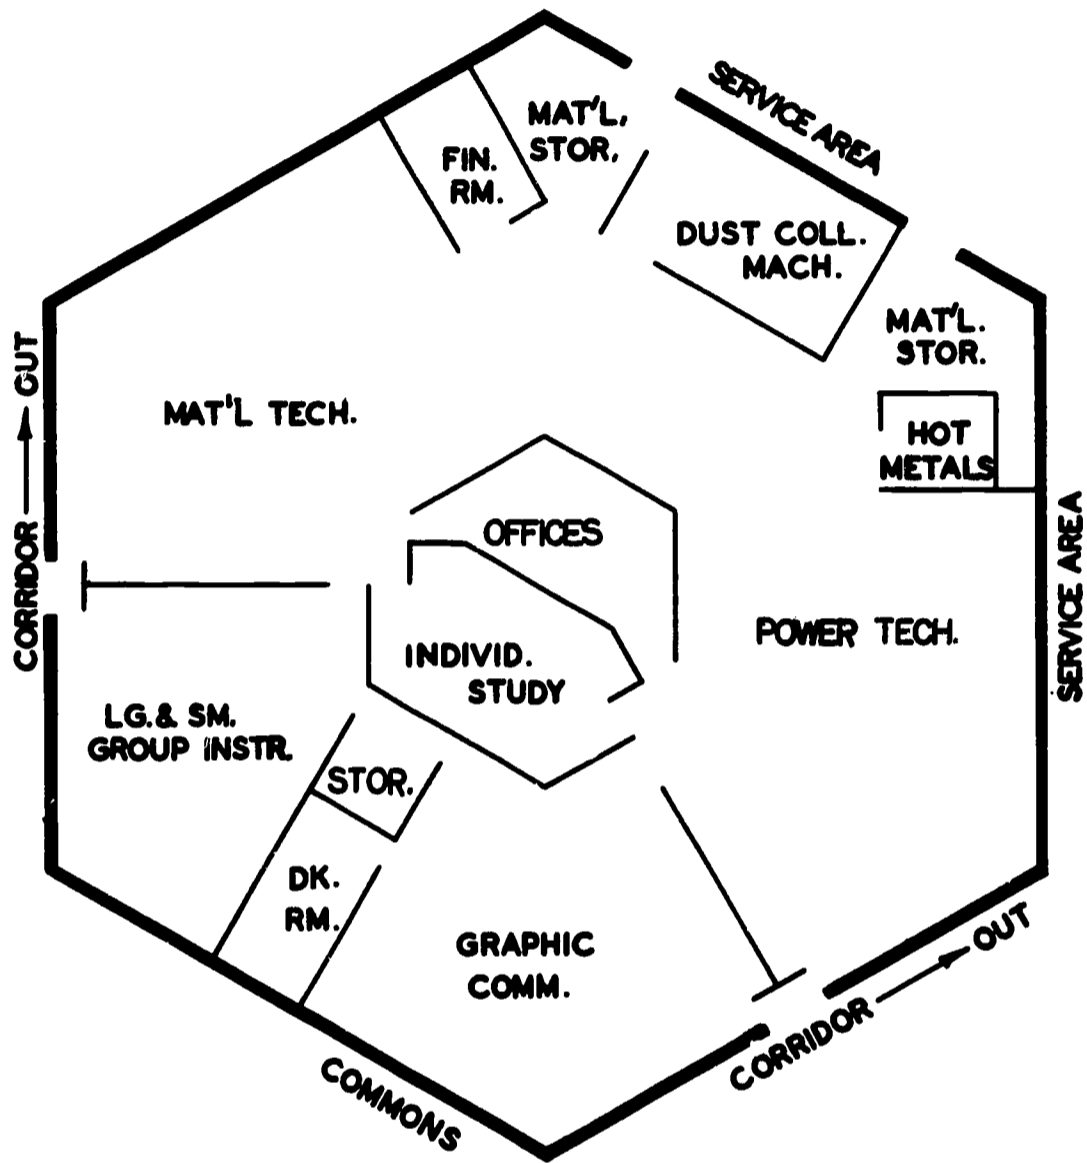 SERVICE AREA
MAT'L.
STOR.
FIN.
RM.
DUST COLL.
MACH.
MAT'L.
STOR.
HOT
METALS
MAT'L TECH.
CORRIDOR → OUT
OFFICES
INDIVID.
STUDY
POWER TECH.
SERVICE AREA
LG. & SM.
GROUP INSTR.
STOR.
DK.
RM.
GRAPHIC
COMM.
CORRIDOR → OUT
COMMONS